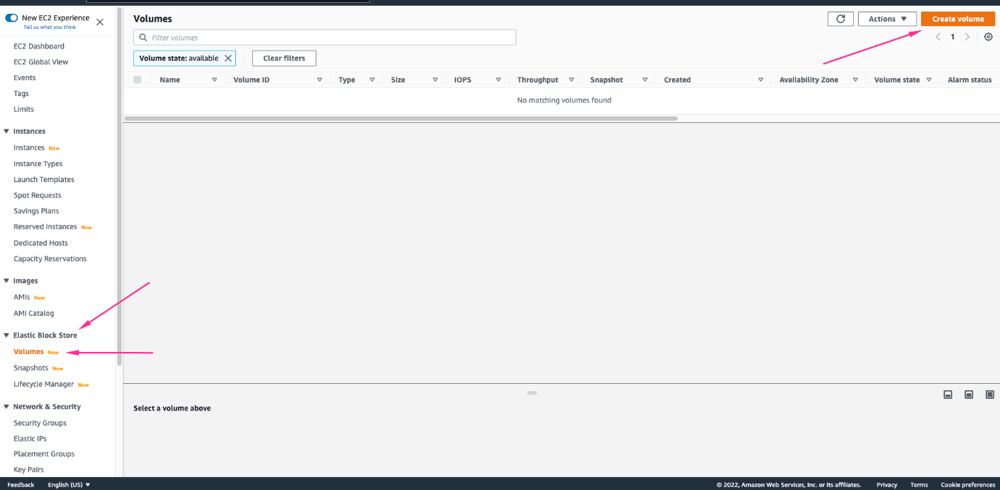 New EC2 Experience
Tell us what you think
EC2 Dashboard
EC2 Global View
Events
Tags
Limits
Instances
Instances New
Instance Types
Launch Templates
Spot Requests
Savings Plans
Reserved Instances New
Dedicated Hosts
Capacity Reservations
Images
AMIs New
AMI Catalog
Elastic Block Store
Volumes New
Snapshots New
Lifecycle Manager New
Network & Security
Security Groups
Elastic IPs
Placement Groups
Key Pairs
Volumes
Actions
Create volume
Filter volumes
1
Volume state: available
Clear filters
Name Volume ID Type Size IOPS Throughput Snapshot Created Availability Zone Volume state Alarm status
No matching volumes found
Select a volume above
Feedback English (US) © 2022, Amazon Web Services, Inc. or its affiliates. Privacy Terms Cookie preferences